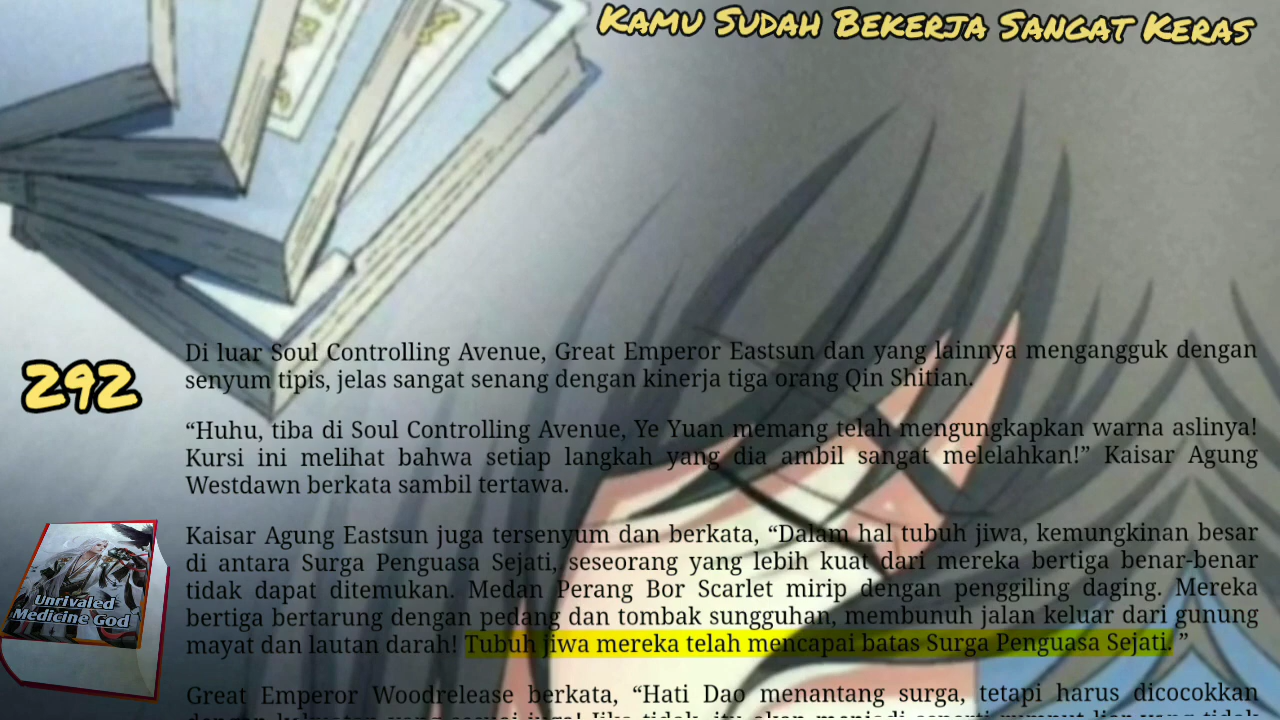 Kamu Sudah Bekerja Sangat Keras
292
Di luar Soul Controlling Avenue, Great Emperor Eastsun dan yang lainnya mengangguk dengan
senyum tipis, jelas sangat senang dengan kinerja tiga orang Qin Shitian.
“Huhu, tiba di Soul Controlling Avenue, Ye Yuan memang telah mengungkapkan warna aslinya!
Kursi ini melihat bahwa setiap langkah yang dia ambil sangat melelahkan!” Kaisar Agung
Westdawn berkata sambil tertawa.
Kaisar Agung Eastsun juga tersenyum dan berkata, “Dalam hal tubuh jiwa, kemungkinan besar
di antara Surga Penguasa Sejati, seseorang yang lebih kuat dari mereka bertiga benar-benar
tidak dapat ditemukan. Medan Perang Bor Scarlet mirip dengan penggiling daging. Mereka
bertiga bertarung dengan pedang dan tombak sungguhan, membunuh jalan keluar dari gunung
mayat dan lautan darah! Tubuh jiwa mereka telah mencapai batas Surga Penguasa Sejati. ”
Great Emperor Woodrelease berkata, “Hati Dao menantang surga, tetapi harus dicocokkan
Unrivaled
Medicine God